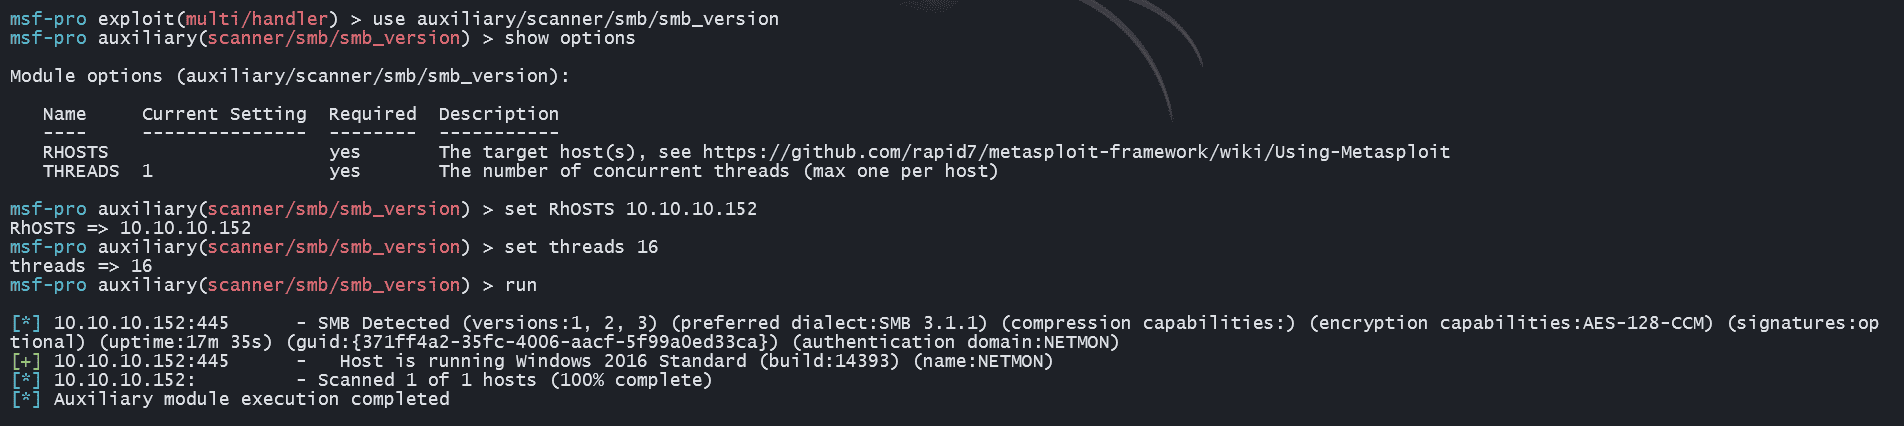 msf-pro exploit(multi/handler) > use auxiliary/scanner/smb/smb_version
msf-pro auxiliary(scanner/smb/smb_version) > show options
Module options (auxiliary/scanner/smb/smb_version):
   Name     Current Setting  Required  Description
   ----     ---------------  --------  -----------
   RHOSTS                    yes       The target host(s), see https://github.com/rapid7/metasploit-framework/wiki/Using-Metasploit
   THREADS  1                yes       The number of concurrent threads (max one per host)
msf-pro auxiliary(scanner/smb/smb_version) > set RhOSTS 10.10.10.152
RhOSTS => 10.10.10.152
msf-pro auxiliary(scanner/smb/smb_version) > set threads 16
threads => 16
msf-pro auxiliary(scanner/smb/smb_version) > run
[*] 10.10.10.152:445      - SMB Detected (versions:1, 2, 3) (preferred dialect:SMB 3.1.1) (compression capabilities:) (encryption capabilities:AES-128-CCM) (signatures:op
tional) (uptime:17m 35s) (guid:{371ff4a2-35fc-4006-aacf-5f99a0ed33ca}) (authentication domain:NETMON)
[+] 10.10.10.152:445      -   Host is running Windows 2016 Standard (build:14393) (name:NETMON)
[*] 10.10.10.152:         - Scanned 1 of 1 hosts (100% complete)
[*] Auxiliary module execution completed